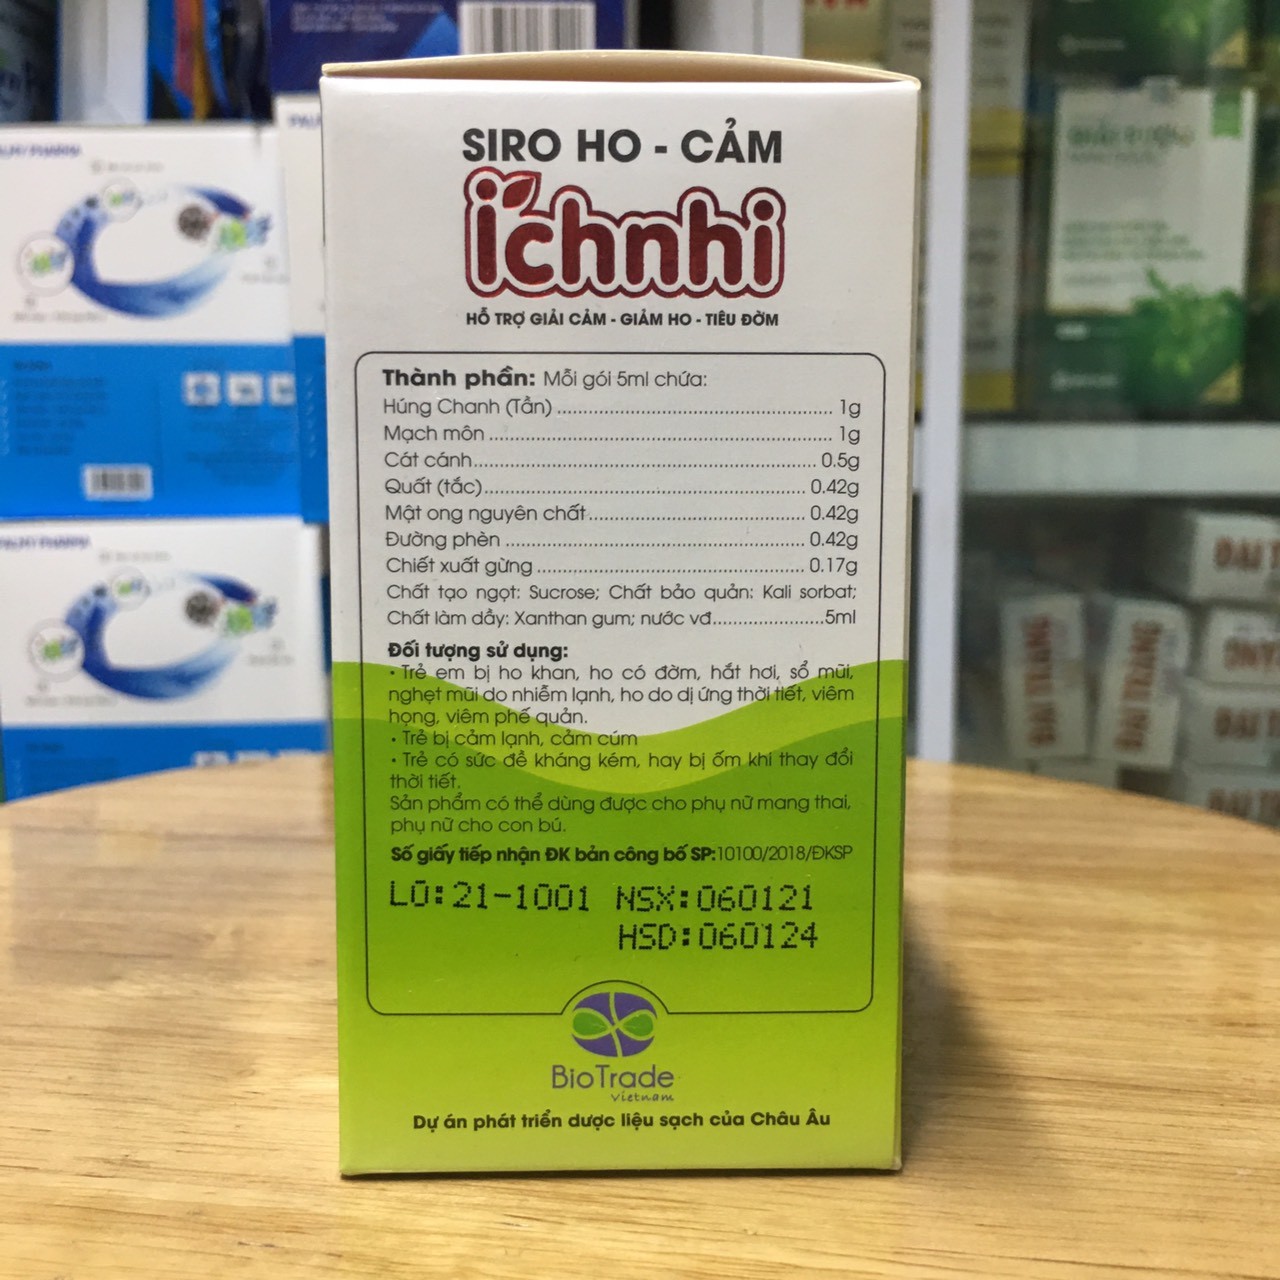 SIRO HO - CẢM
ichnhi
HỖ TRỢ GIẢI CẢM - GIẢM HO - TIÊU ĐỜM
Thành phần: Mỗi gói 5ml chứa:
Húng Chanh (Tần) ........ 1g
Mạch môn ........ 1g
Cát cánh ........ 0.5g
Quất (tắc) ........ 0.42g
Mật ong nguyên chất ........ 0.42g
Đường phèn ........ 0.42g
Chiết xuất gừng ........ 0.17g
Chất tạo ngọt: Sucrose; Chất bảo quản: Kali sorbat;
Chất làm dầy: Xanthan gum; nước vđ ........ 5ml
Đối tượng sử dụng:
• Trẻ em bị ho khan, ho có đờm, hắt hơi, sổ mũi,
nghẹt mũi do nhiễm lạnh, ho do dị ứng thời tiết, viêm
họng, viêm phế quản.
• Trẻ bị cảm lạnh, cảm cúm
• Trẻ có sức đề kháng kém, hay bị ốm khi thay đổi
thời tiết.
Sản phẩm có thể dùng được cho phụ nữ mang thai,
phụ nữ cho con bú.
Số giấy tiếp nhận ĐK bản công bố SP: 10100/2018/ĐKSP
LÔ: 21-1001 NSX: 060121
HSD: 060124
BioTrade
Vietnam
Dự án phát triển dược liệu sạch của Châu Âu
PHARMA
PHARMA
ĐẠI TRÀNG
ĐẠI TRÀNG